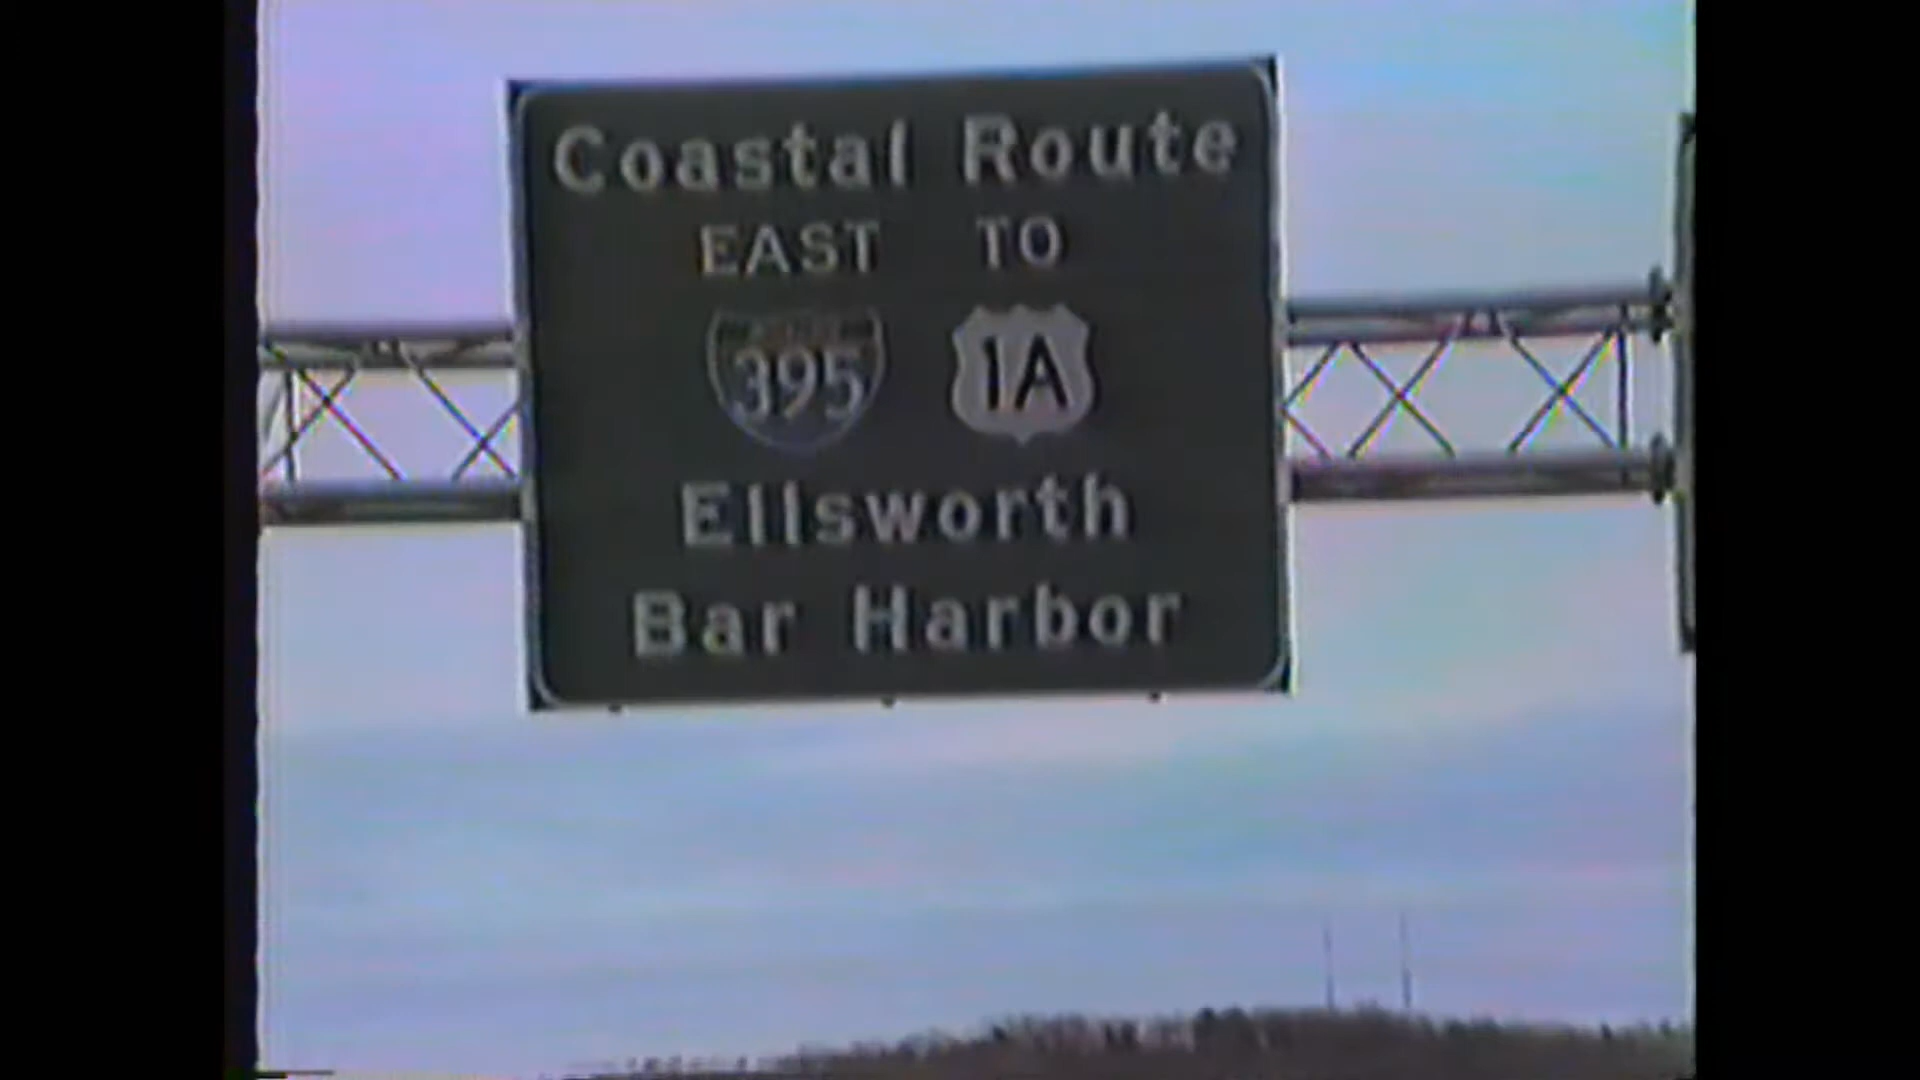 Coastal Route
EAST TO
395 1A
Ellsworth
Bar Harbor